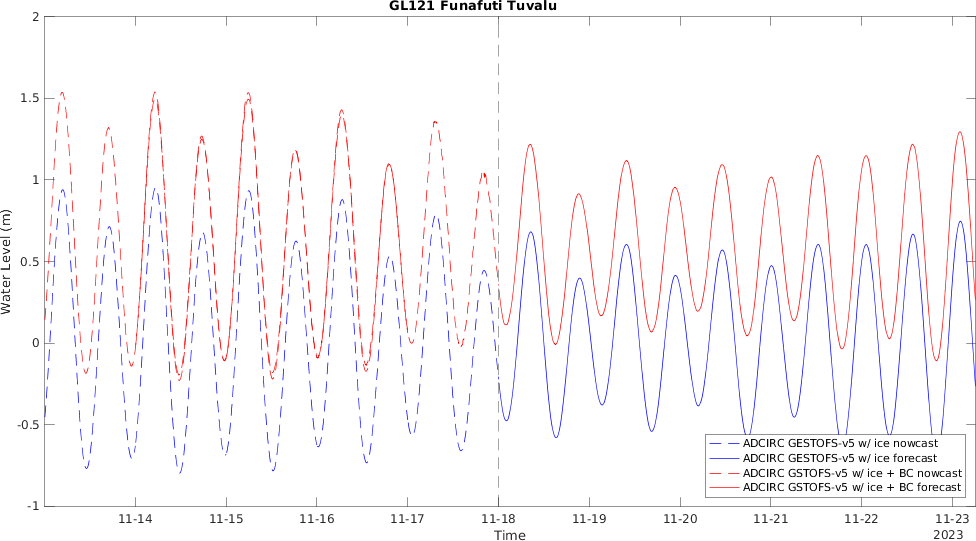 GL121 Funafuti Tuvalu
2
1.5
1
0.5
0
-0.5
-1
Water Level (m)
11-14 11-15 11-16 11-17 11-18 11-19 11-20 11-21 11-22 11-23
Time
2023
ADCIRC GESTOFS-v5 w/ ice nowcast
ADCIRC GESTOFS-v5 w/ ice forecast
ADCIRC GSTOFS-v5 w/ ice + BC nowcast
ADCIRC GSTOFS-v5 w/ ice + BC forecast